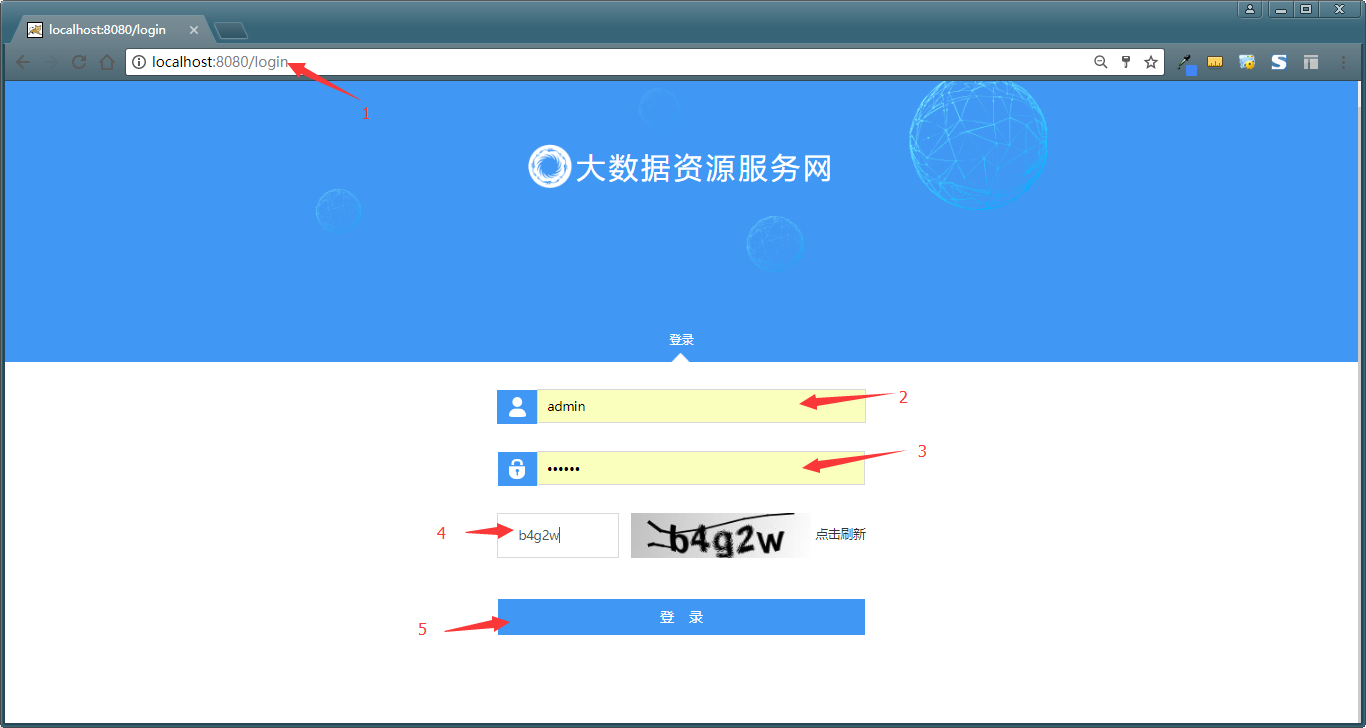 localhost:8080/login
localhost:8080/login
1
大数据资源服务网
登录
admin
2
••••••
3
4
b4g2w
b4g2w
点击刷新
5
登 录